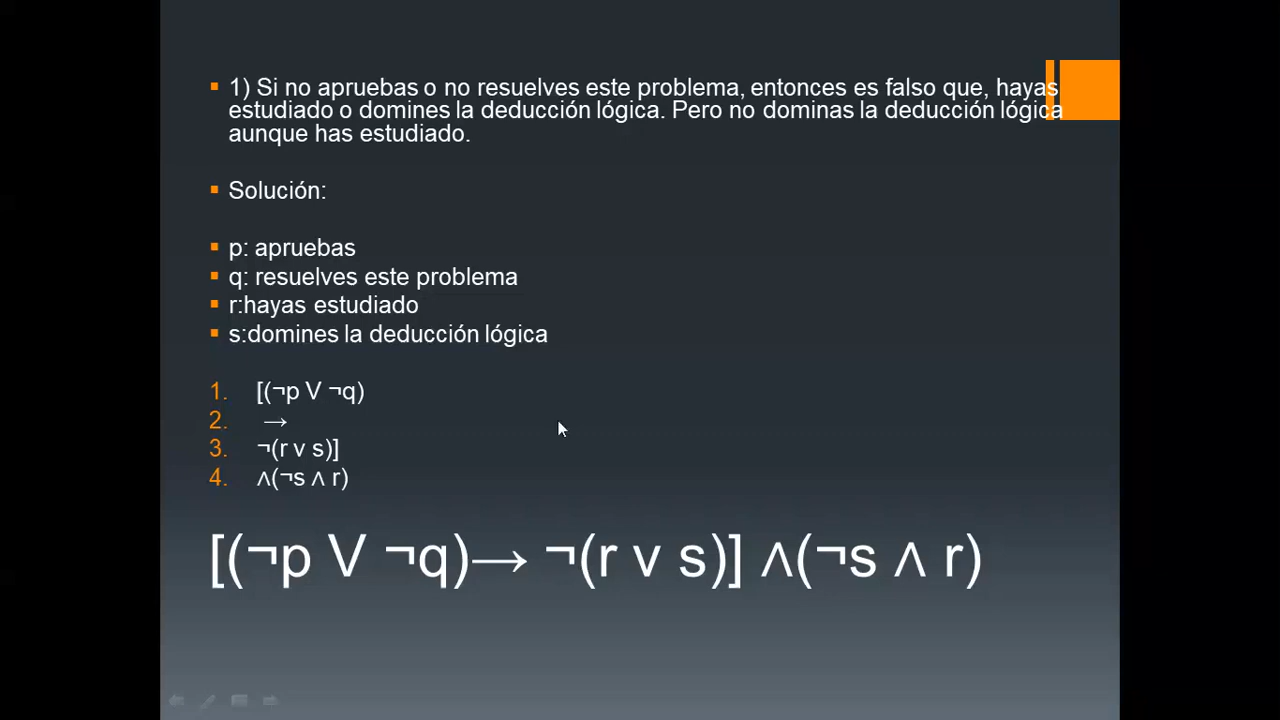 1) Si no apruebas o no resuelves este problema, entonces es falso que, hayas
estudiado o domines la deducción lógica. Pero no dominas la deducción lógica
aunque has estudiado.
Solución:
p: apruebas
q: resuelves este problema
r:hayas estudiado
s:domines la deducción lógica
1. [(¬p V ¬q)
2. →
3. ¬(r v s)]
4. ∧(¬s ∧ r)
[(¬p V ¬q)→ ¬(r v s)] ∧(¬s ∧ r)